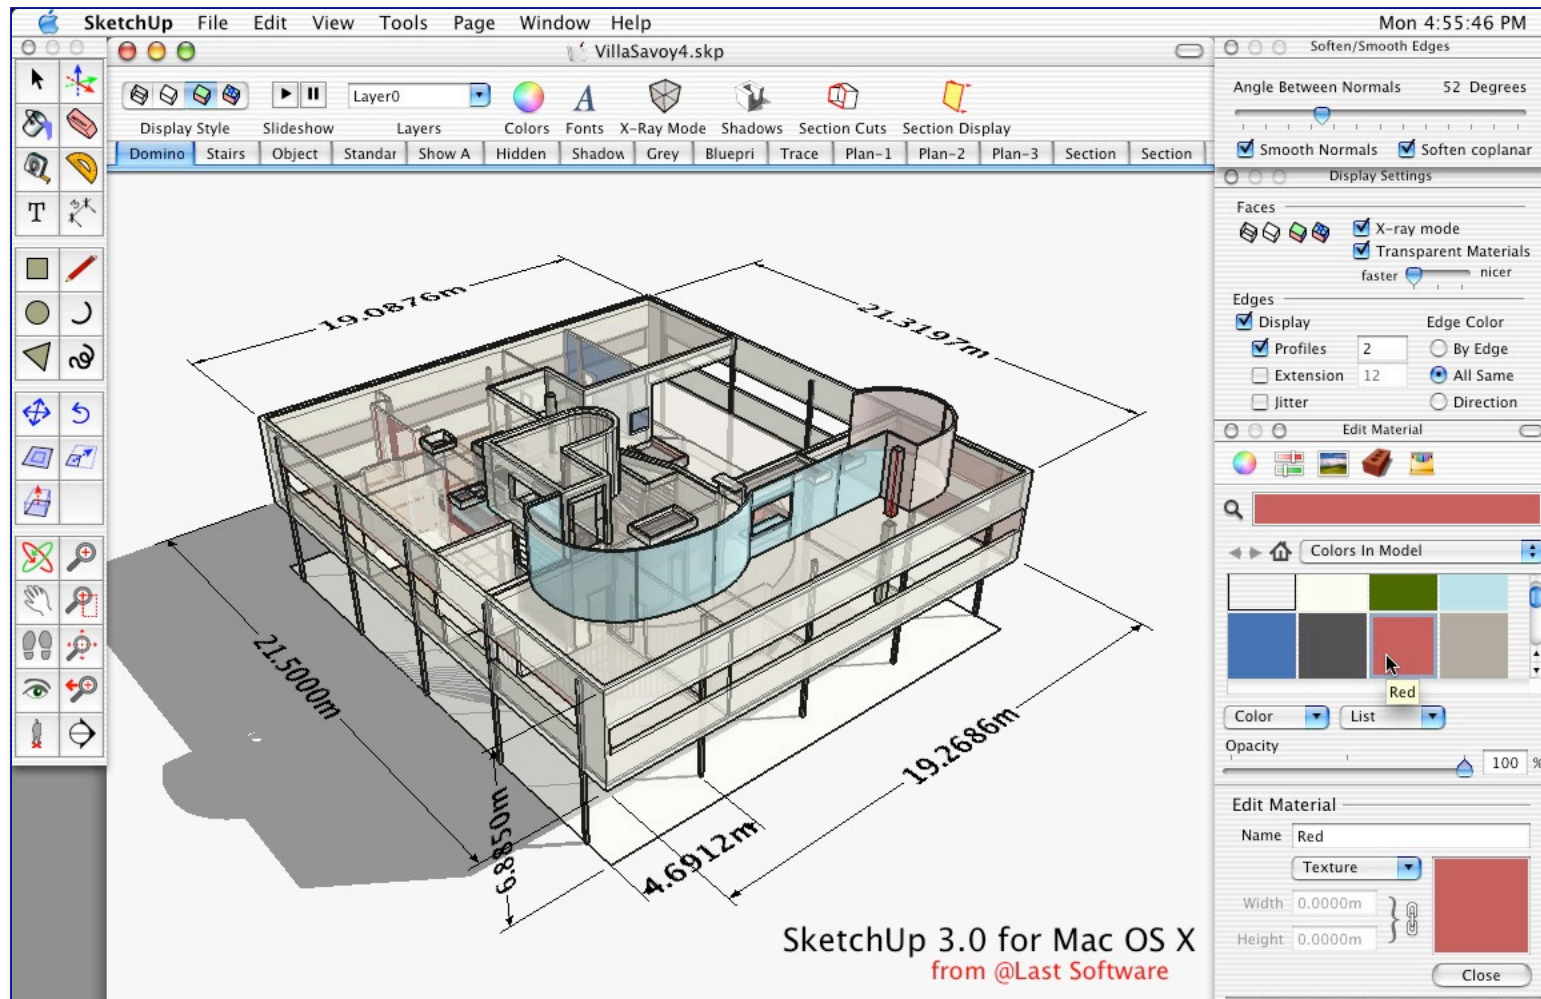 SketchUp File Edit View Tools Page Window Help
Mon 4:55:46 PM
VillaSavoy4.skp
Layer0
Display Style Slideshow Layers Colors Fonts X-Ray Mode Shadows Section Cuts Section Display
Domino Stairs Object Standar Show A Hidden Shadow Grey Bluepri Trace Plan-1 Plan-2 Plan-3 Section Section
T
A
19.0876m
21.3197m
21.5000m
6.8850m
4.6912m
19.2686m
SketchUp 3.0 for Mac OS X
from @Last Software
Soften/Smooth Edges
Angle Between Normals 52 Degrees
Smooth Normals Soften coplanar
Display Settings
Faces
X-ray mode
Transparent Materials
faster nicer
Edges
Display Edge Color
Profiles 2 By Edge
Extension 12 All Same
Jitter Direction
Edit Material
Colors In Model
Red
Color List
Opacity
100 %
Edit Material
Name Red
Texture
Width 0.0000m
Height 0.0000m
Close